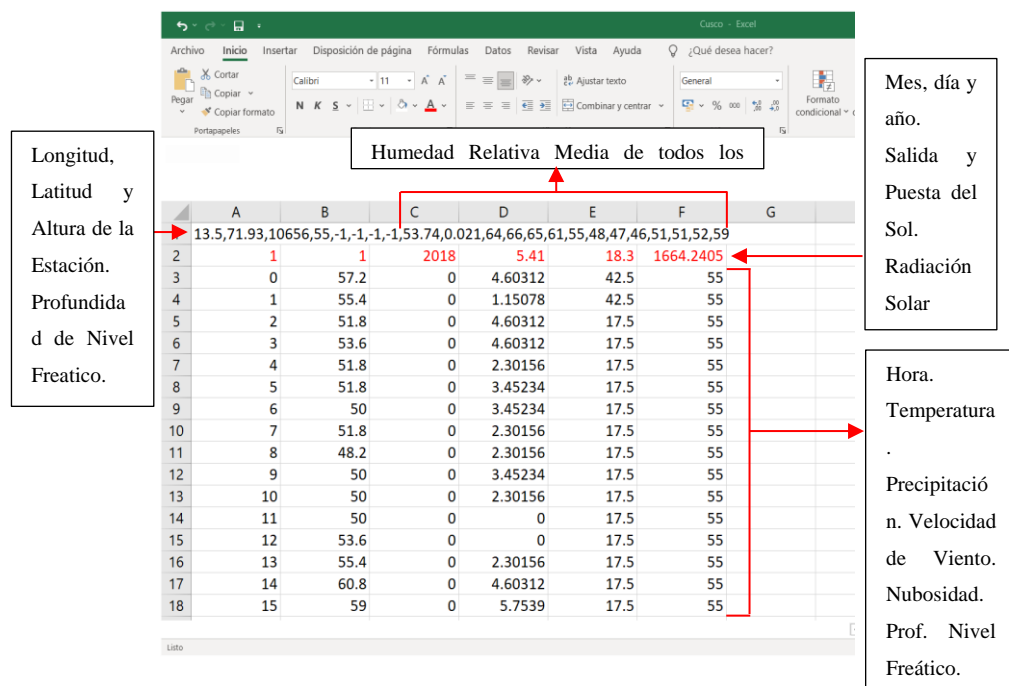 Cusco - Excel
Archivo Inicio Insertar Disposición de página Fórmulas Datos Revisar Vista Ayuda ¿Qué desea hacer?
Pegar
Cortar
Copiar
Copiar formato
Portapapeles
Calibri 11 A A
N K S A
Ajustar texto
Combinar y centrar
General
% 000
Formato
condicional
Longitud,
Latitud y
Altura de la
Estación.
Profundida
d de Nivel
Freatico.
Humedad Relativa Media de todos los
Mes, día y
año.
Salida y
Puesta del
Sol.
Radiación
Solar
A B C D E F G
13.5,71.93,10656,55,-1,-1,-1,-1,53.74,0.021,64,66,65,61,55,48,47,46,51,51,52,59
2 1 1 2018 5.41 18.3 1664.2405
3 0 57.2 0 4.60312 42.5 55
4 1 55.4 0 1.15078 42.5 55
5 2 51.8 0 4.60312 17.5 55
6 3 53.6 0 4.60312 17.5 55
7 4 51.8 0 2.30156 17.5 55
8 5 51.8 0 3.45234 17.5 55
9 6 50 0 3.45234 17.5 55
10 7 51.8 0 2.30156 17.5 55
11 8 48.2 0 2.30156 17.5 55
12 9 50 0 3.45234 17.5 55
13 10 50 0 2.30156 17.5 55
14 11 50 0 0 17.5 55
15 12 53.6 0 0 17.5 55
16 13 55.4 0 2.30156 17.5 55
17 14 60.8 0 4.60312 17.5 55
18 15 59 0 5.7539 17.5 55
Hora.
Temperatura
.
Precipitació
n. Velocidad
de Viento.
Nubosidad.
Prof. Nivel
Freático.
Listo